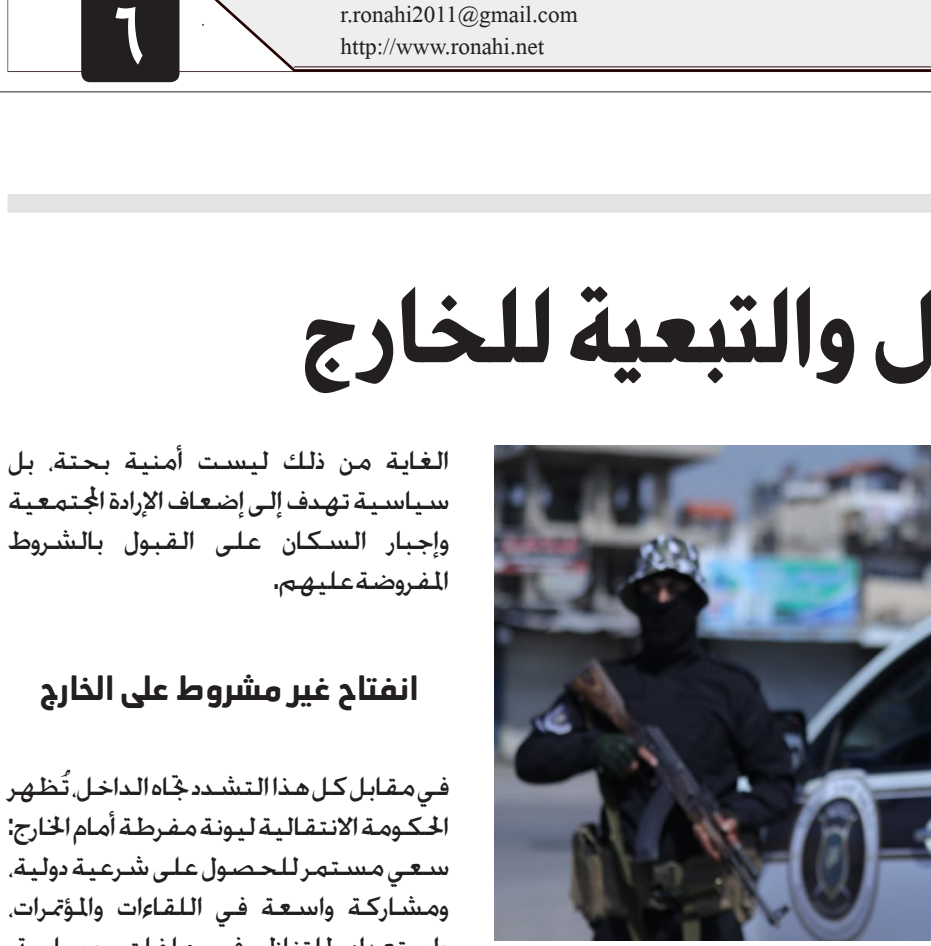 ٦
r.ronahi2011@gmail.com
http://www.ronahi.net
والتبعية للخارج
الغاية من ذلك ليست أمنية بحتة، بل
سياسية تهدف إلى إضعاف الإرادة المجتمعية
وإجبار السكان على القبول بالشروط
المفروضة عليهم.
انفتاح غير مشروط على الخارج
في مقابل كل هذا التشدد تجاه الداخل، تُظهر
الحكومة الانتقالية ليونة مفرطة أمام الخارج:
سعي مستمر للحصول على شرعية دولية،
ومشاركة واسعة في اللقاءات والمؤتمرات،